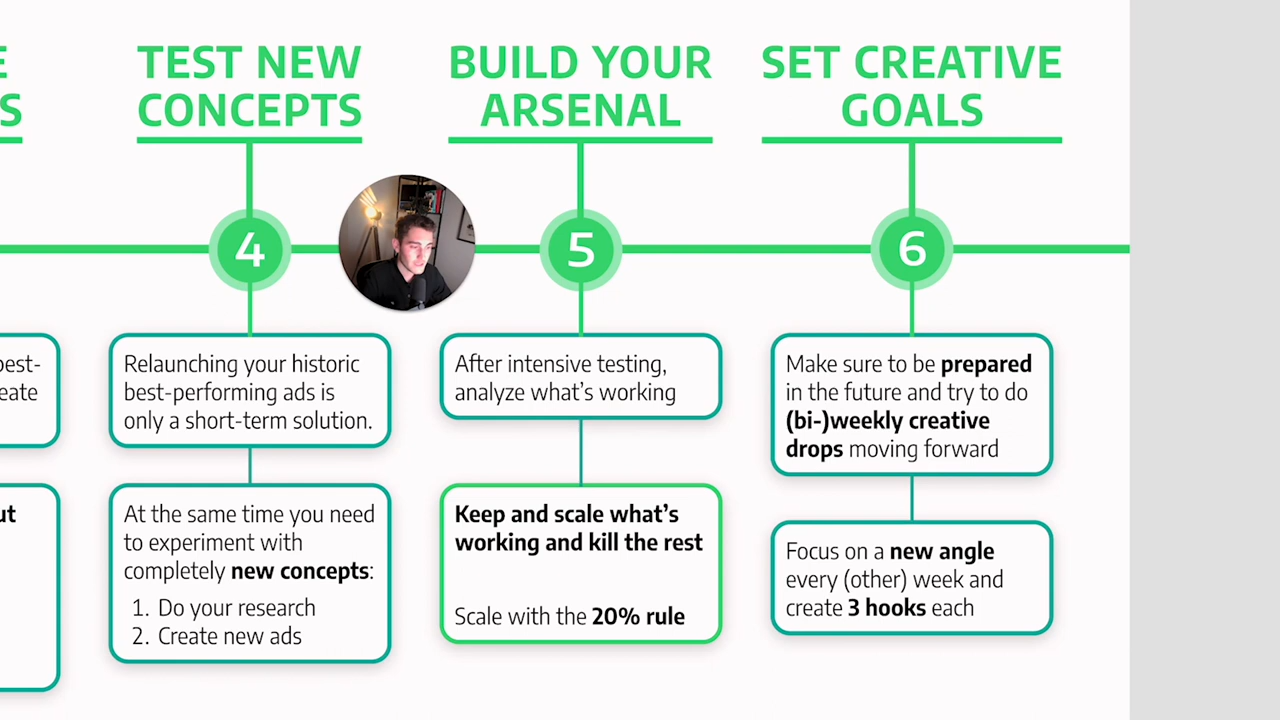 E
S
TEST NEW
CONCEPTS
BUILD YOUR
ARSENAL
SET CREATIVE
GOALS
4
5
6
best-
eate
ut
Relaunching your historic
best-performing ads is
only a short-term solution.
At the same time you need
to experiment with
completely new concepts:
1. Do your research
2. Create new ads
After intensive testing,
analyze what's working
Keep and scale what's
working and kill the rest
Scale with the 20% rule
Make sure to be prepared
in the future and try to do
(bi-)weekly creative
drops moving forward
Focus on a new angle
every (other) week and
create 3 hooks each